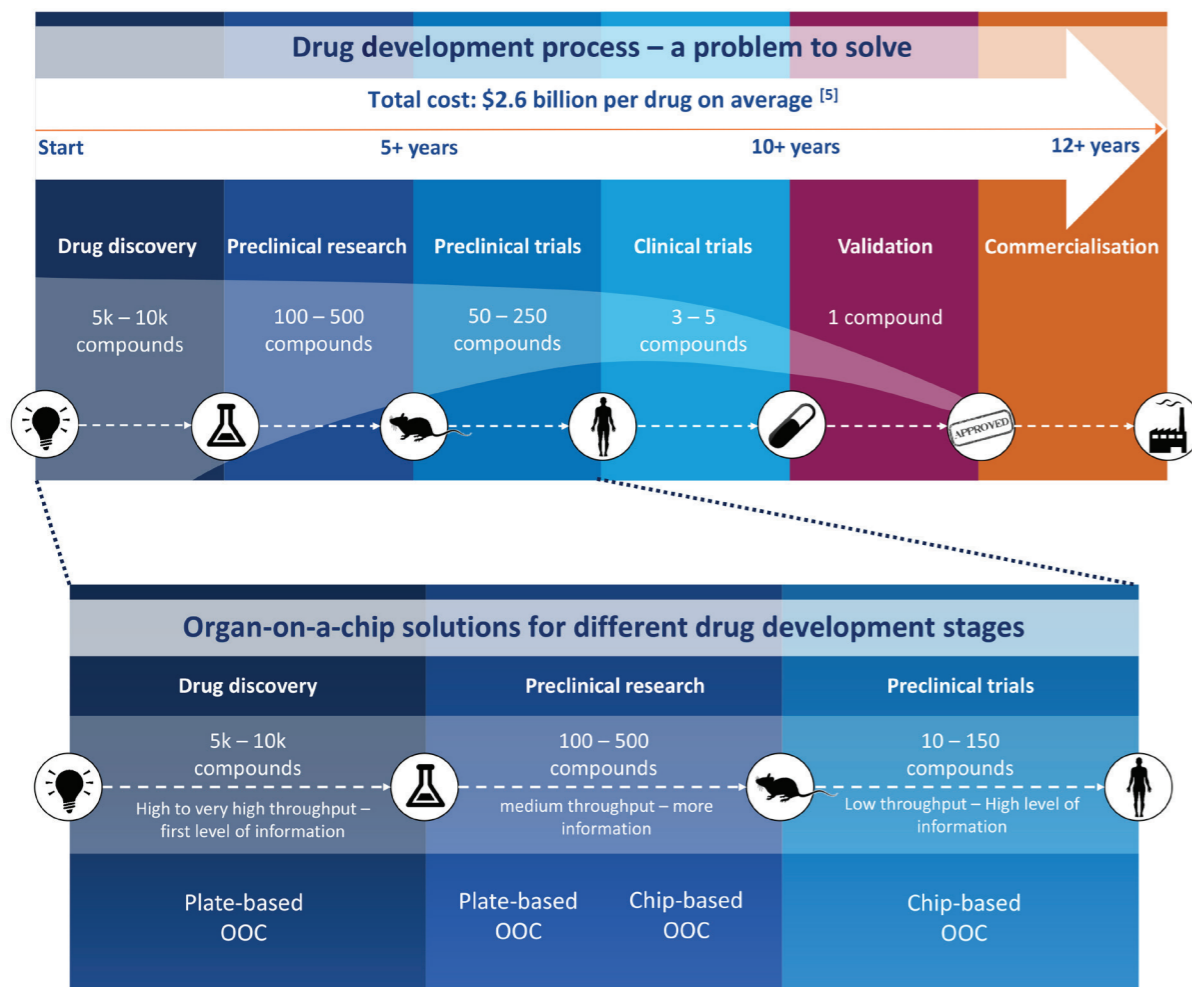 Drug development process – a problem to solve
Total cost: $2.6 billion per drug on average [5]
Start
5+ years
10+ years
12+ years
Drug discovery
Preclinical research
Preclinical trials
Clinical trials
Validation
Commercialisation
5k – 10k
compounds
100 – 500
compounds
50 – 250
compounds
3 – 5
compounds
1 compound
APPROVED
Organ-on-a-chip solutions for different drug development stages
Drug discovery
Preclinical research
Preclinical trials
5k – 10k
compounds
High to very high throughput –
first level of information
100 – 500
compounds
medium throughput – more
information
10 – 150
compounds
Low throughput – High level of
information
Plate-based
OOC
Plate-based
OOC
Chip-based
OOC
Chip-based
OOC